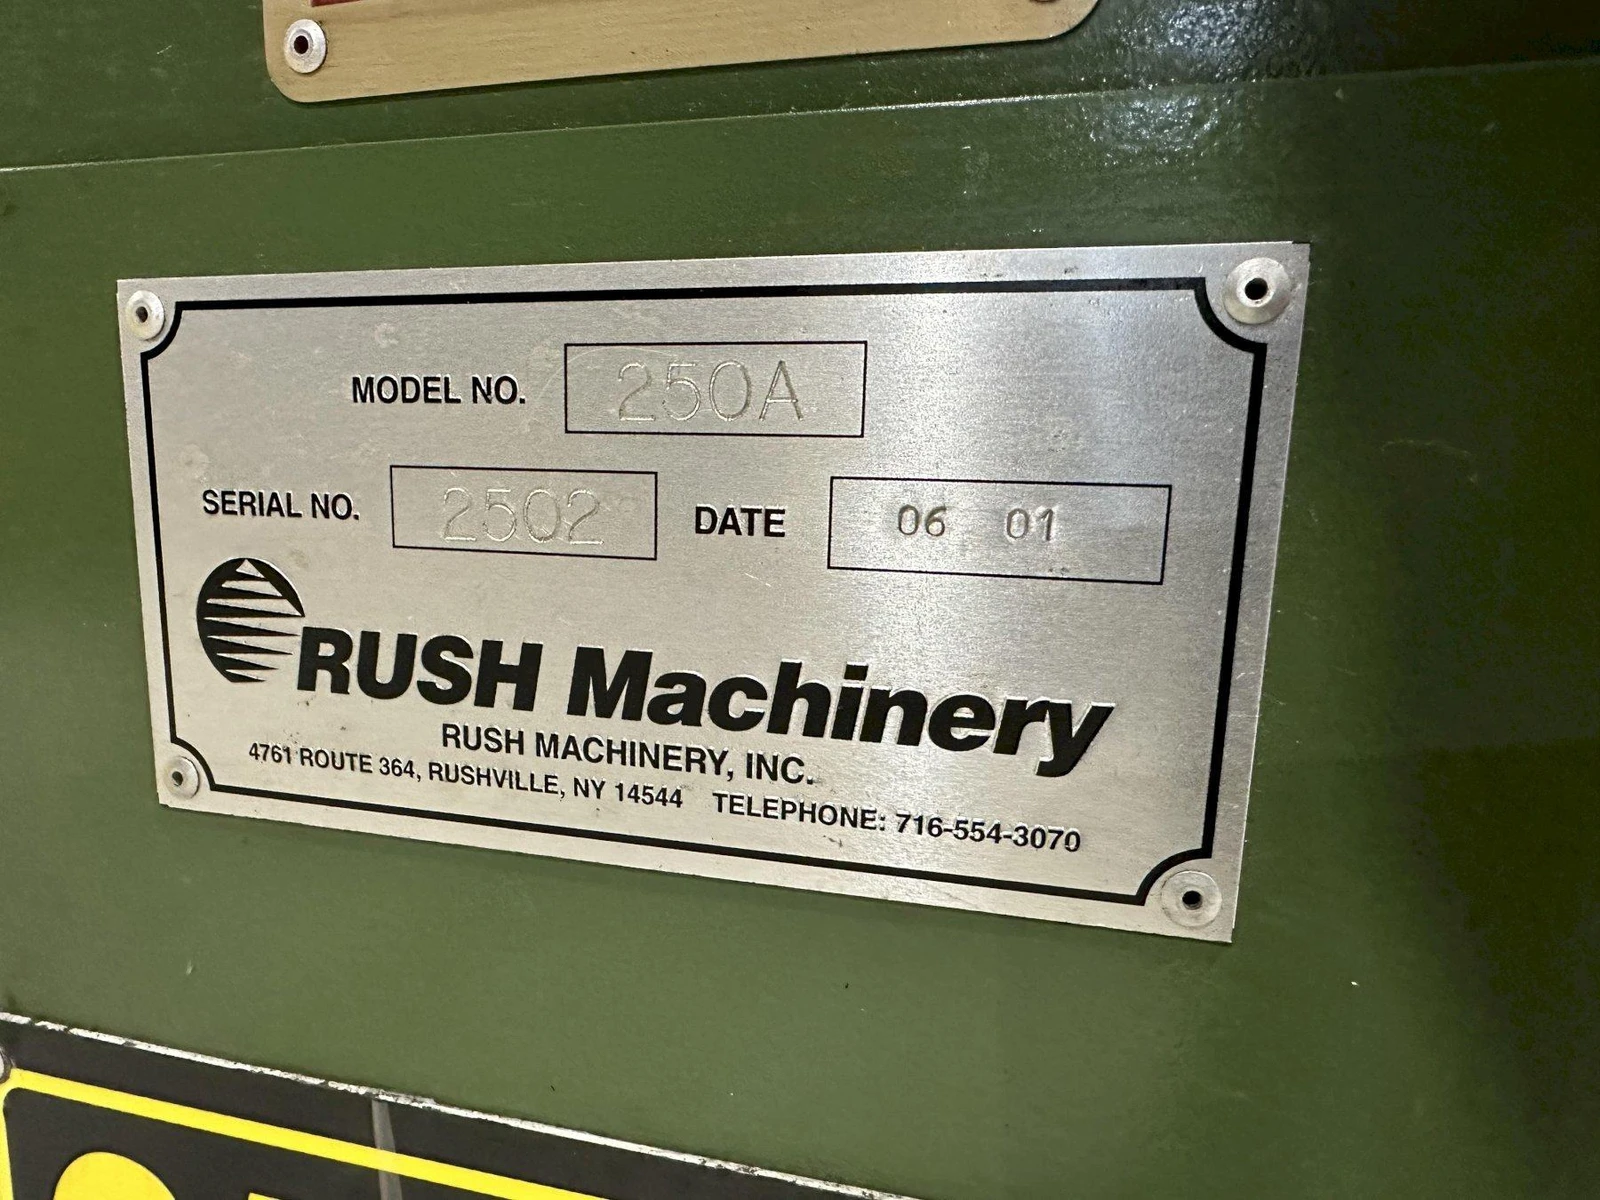 MODEL NO. 250A
SERIAL NO. 2502 DATE 06 01
RUSH Machinery
RUSH MACHINERY, INC.
4761 ROUTE 364, RUSHVILLE, NY 14544 TELEPHONE: 716-554-3070